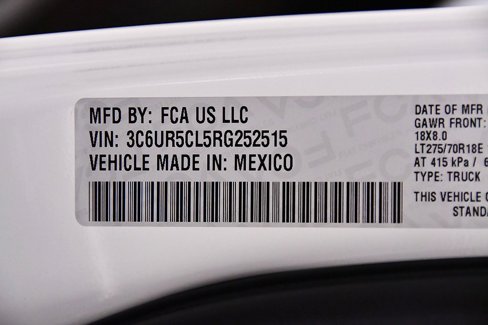 MFD BY: FCA US LLC
VIN: 3C6UR5CL5RG252515
VEHICLE MADE IN: MEXICO
DATE OF MFR
GAWR FRONT:
18X8.0
LT275/70R18E
AT 415 kPa /
TYPE: TRUCK
THIS VEHICLE
STANDA